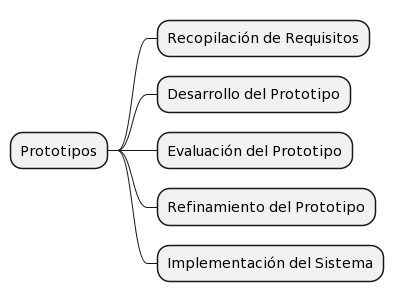 Prototipos
Recopilación de Requisitos
Desarrollo del Prototipo
Evaluación del Prototipo
Refinamiento del Prototipo
Implementación del Sistema